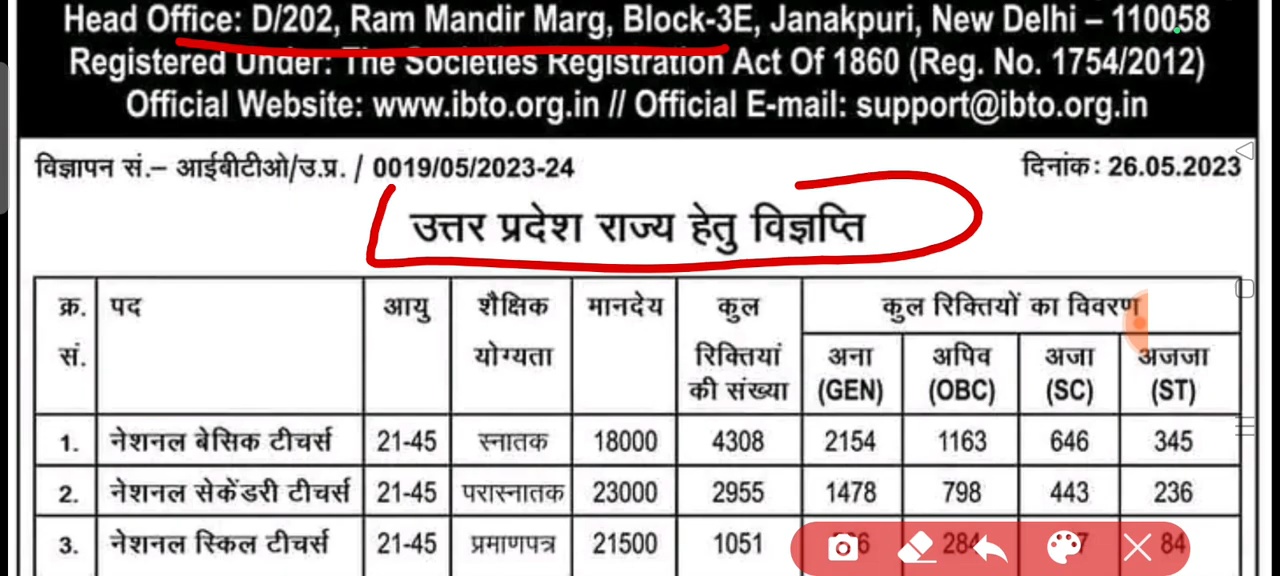 Head Office: D/202, Ram Mandir Marg, Block-3E, Janakpuri, New Delhi – 110058
Registered Under: The Societies Registration Act Of 1860 (Reg. No. 1754/2012)
Official Website: www.ibto.org.in // Official E-mail: support@ibto.org.in
विज्ञापन सं.– आईबीटीओ/उ.प्र. / 0019/05/2023-24 दिनांक: 26.05.2023
उत्तर प्रदेश राज्य हेतु विज्ञप्ति
क्र. सं. पद आयु शैक्षिक योग्यता मानदेय कुल रिक्तियां की संख्या कुल रिक्तियों का विवरण
अना (GEN) अपिव (OBC) अजा (SC) अजजा (ST)
1. नेशनल बेसिक टीचर्स 21-45 स्नातक 18000 4308 2154 1163 646 345
2. नेशनल सेकेंडरी टीचर्स 21-45 परास्नातक 23000 2955 1478 798 443 236
3. नेशनल स्किल टीचर्स 21-45 प्रमाणपत्र 21500 1051 284 84